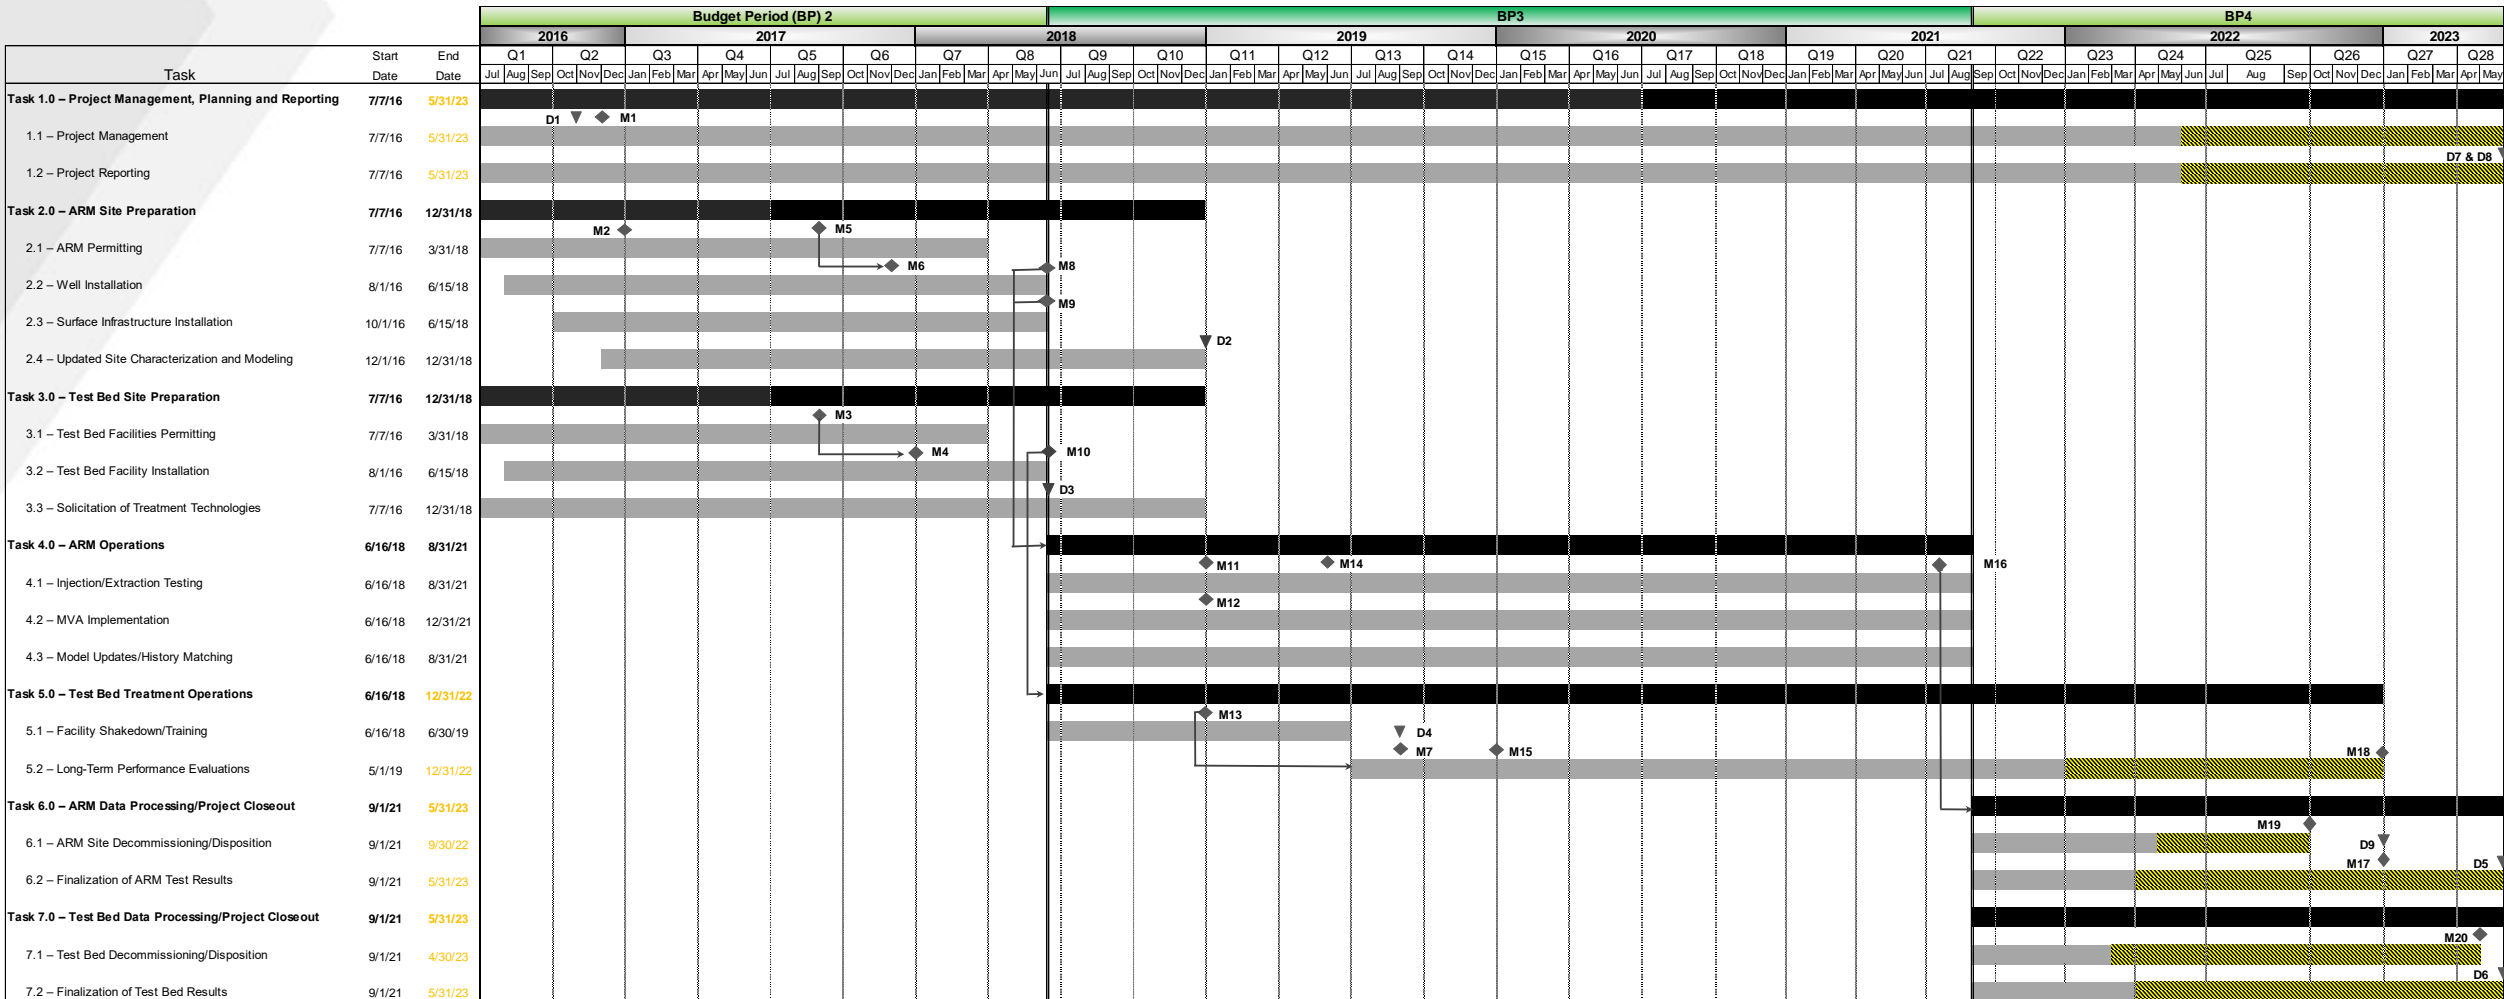 Budget Period (BP) 2 BP3 BP4
2016 2017 2018 2019 2020 2021 2022 2023
Start End Q1 Q2 Q3 Q4 Q5 Q6 Q7 Q8 Q9 Q10 Q11 Q12 Q13 Q14 Q15 Q16 Q17 Q18 Q19 Q20 Q21 Q22 Q23 Q24 Q25 Q26 Q27 Q28
Task Date Date Jul Aug Sep Oct Nov Dec Jan Feb Mar Apr May Jun Jul Aug Sep Oct Nov Dec Jan Feb Mar Apr May Jun Jul Aug Sep Oct Nov Dec Jan Feb Mar Apr May Jun Jul Aug Sep Oct Nov Dec Jan Feb Mar Apr May Jun Jul Aug Sep Oct Nov Dec Jan Feb Mar Apr May Jun Jul Aug Sep Oct Nov Dec Jan Feb Mar Apr May Jun Jul Aug Sep Oct Nov Dec Jan Feb Mar Apr May
Task 1.0 – Project Management, Planning and Reporting 7/7/16 5/31/23
D1 M1
1.1 – Project Management 7/7/16 5/31/23
D7 & D8
1.2 – Project Reporting 7/7/16 5/31/23
Task 2.0 – ARM Site Preparation 7/7/16 12/31/18
M2 M5
2.1 – ARM Permitting 7/7/16 3/31/18
M6 M8
2.2 – Well Installation 8/1/16 6/15/18
M9
2.3 – Surface Infrastructure Installation 10/1/16 6/15/18
D2
2.4 – Updated Site Characterization and Modeling 12/1/16 12/31/18
Task 3.0 – Test Bed Site Preparation 7/7/16 12/31/18
M3
3.1 – Test Bed Facilities Permitting 7/7/16 3/31/18
M4 M10
3.2 – Test Bed Facility Installation 8/1/16 6/15/18
D3
3.3 – Solicitation of Treatment Technologies 7/7/16 12/31/18
Task 4.0 – ARM Operations 6/16/18 8/31/21
M11 M14 M16
4.1 – Injection/Extraction Testing 6/16/18 8/31/21
M12
4.2 – MVA Implementation 6/16/18 12/31/21
4.3 – Model Updates/History Matching 6/16/18 8/31/21
Task 5.0 – Test Bed Treatment Operations 6/16/18 12/31/22
M13
5.1 – Facility Shakedown/Training 6/16/18 6/30/19 D4
M7 M15 M18
5.2 – Long-Term Performance Evaluations 5/1/19 12/31/22
Task 6.0 – ARM Data Processing/Project Closeout 9/1/21 5/31/23
M19
6.1 – ARM Site Decommissioning/Disposition 9/1/21 9/30/22 D9
M17 D5
6.2 – Finalization of ARM Test Results 9/1/21 5/31/23
Task 7.0 – Test Bed Data Processing/Project Closeout 9/1/21 5/31/23
M20
7.1 – Test Bed Decommissioning/Disposition 9/1/21 4/30/23
D6
7.2 – Finalization of Test Bed Results 9/1/21 5/31/23